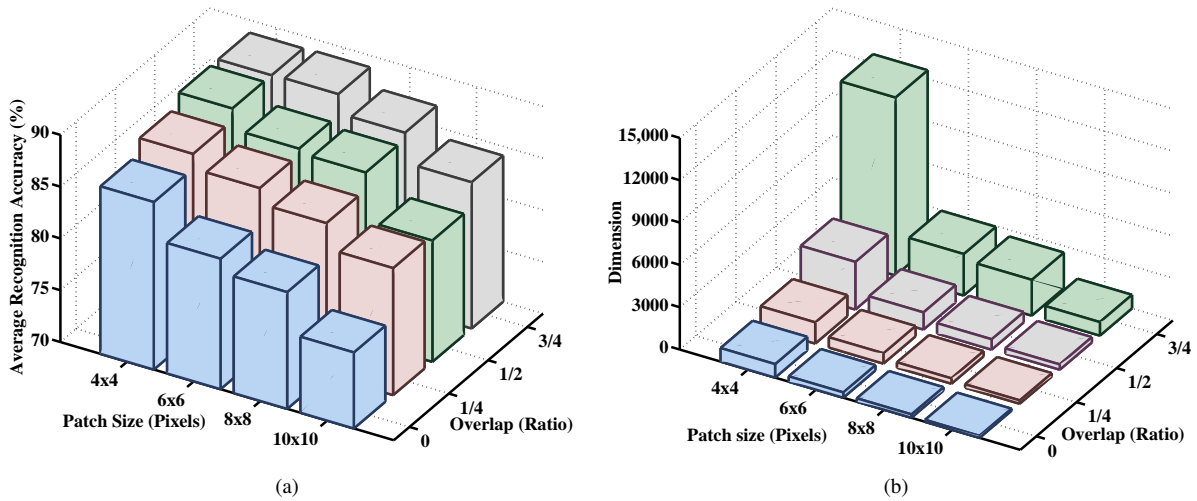 Average Recognition Accuracy (%)
90
85
80
75
70
4x4
6x6
8x8
10x10
Patch Size (Pixels)
0
1/4
1/2
3/4
Overlap (Ratio)
(a)
Dimension
15,000
12000
9000
6000
3000
0
4x4
6x6
8x8
10x10
Patch size (Pixels)
0
1/4
1/2
3/4
Overlap (Ratio)
(b)